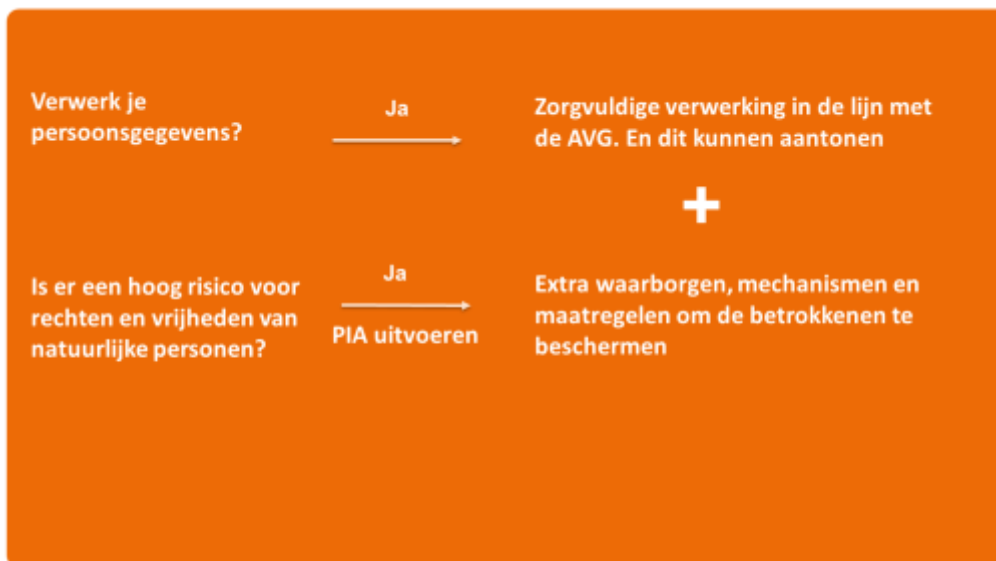 Verwerk je
persoonsgegevens?
Ja
Zorgvuldige verwerking in de lijn met
de AVG. En dit kunnen aantonen
+
Is er een hoog risico voor
rechten en vrijheden van
natuurlijke personen?
Ja
PIA uitvoeren
Extra waarborgen, mechanismen en
maatregelen om de betrokkenen te
beschermen